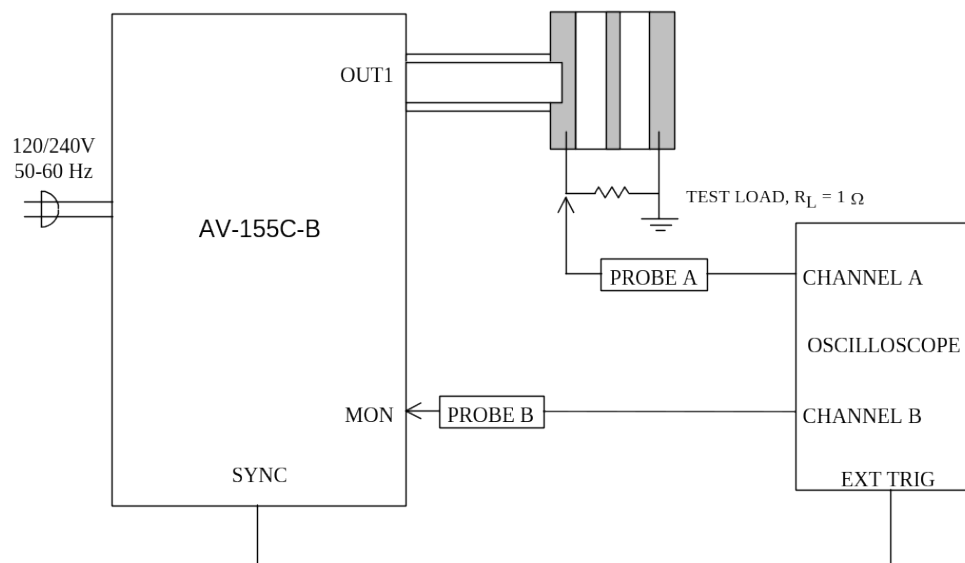 OUT1
120/240V
50-60 Hz
TEST LOAD, RL = 1 Ω
AV-155C-B
PROBE A
CHANNEL A
OSCILLOSCOPE
MON
PROBE B
CHANNEL B
SYNC
EXT TRIG